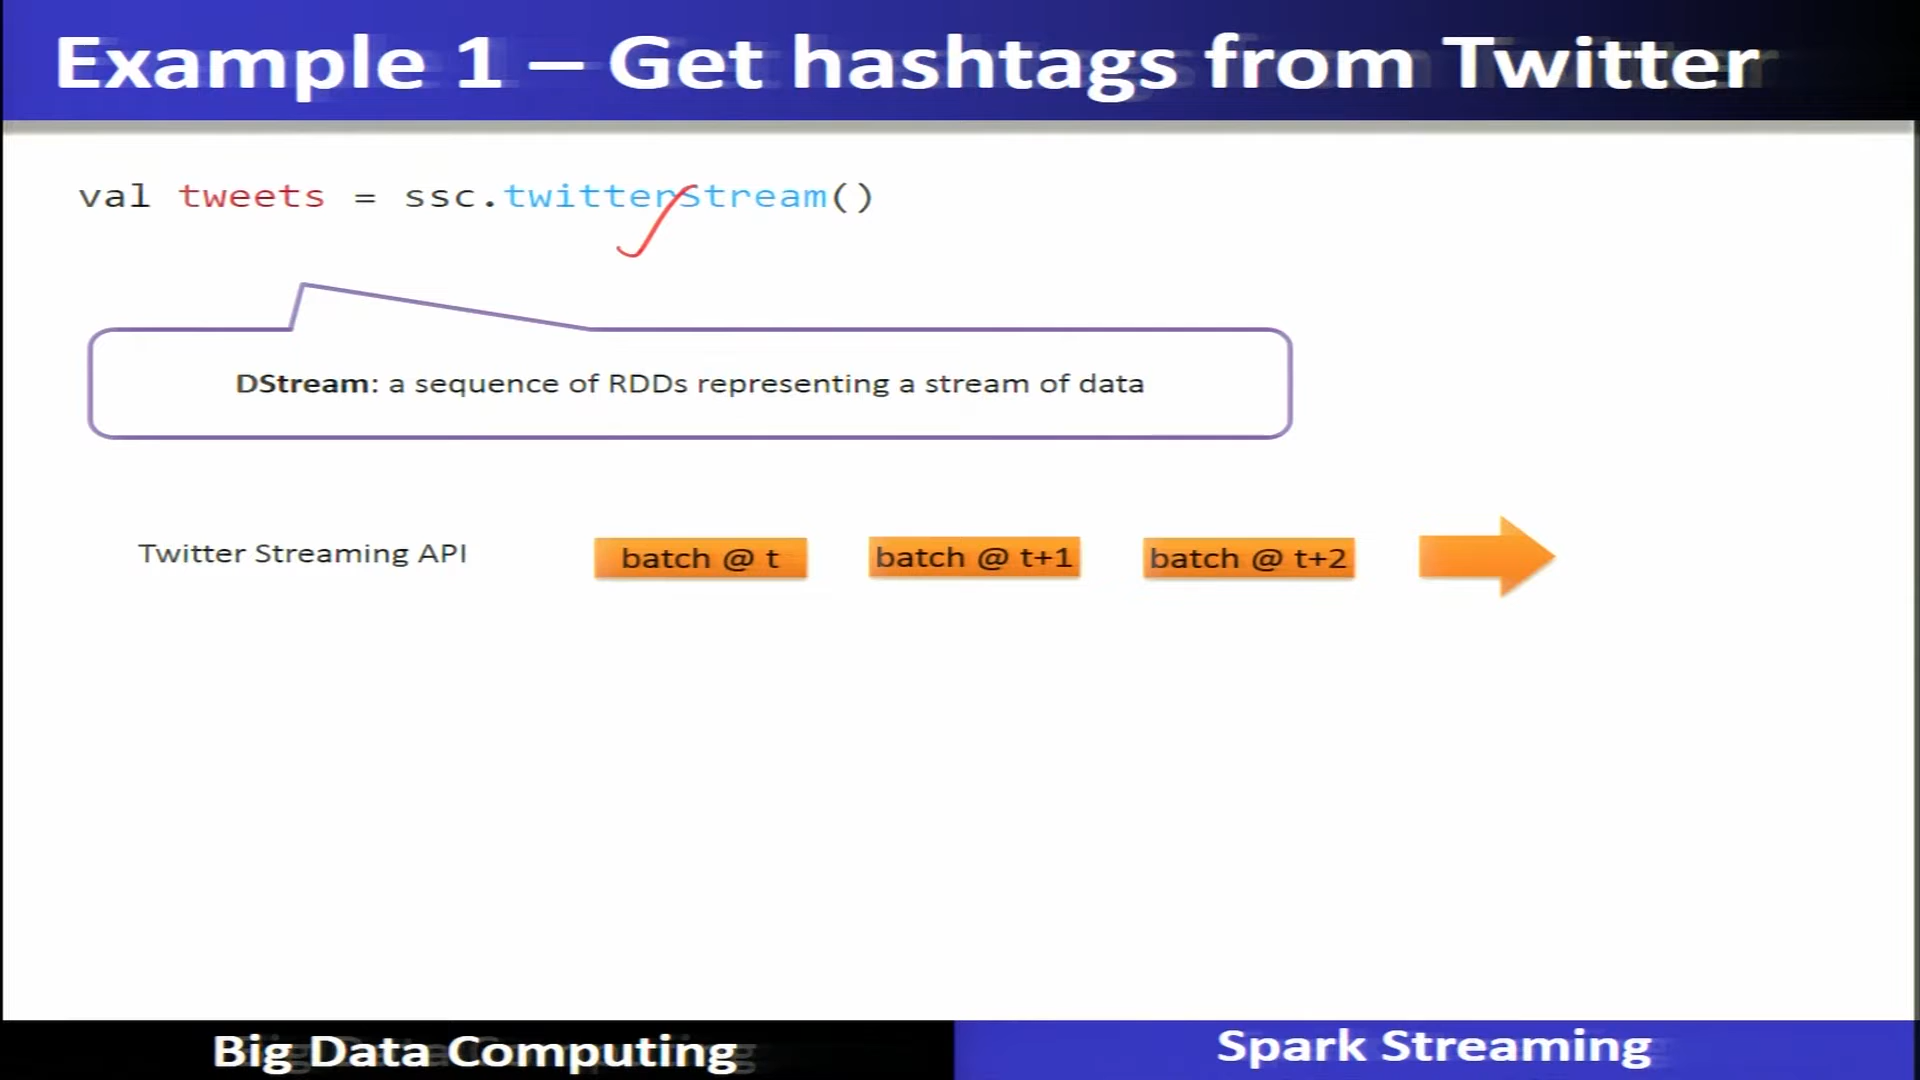 Example 1 – Get hashtags from Twitter
val tweets = ssc.twitterStream()
DStream: a sequence of RDDs representing a stream of data
Twitter Streaming API batch @ t batch @ t+1 batch @ t+2
Big Data Computing Spark Streaming